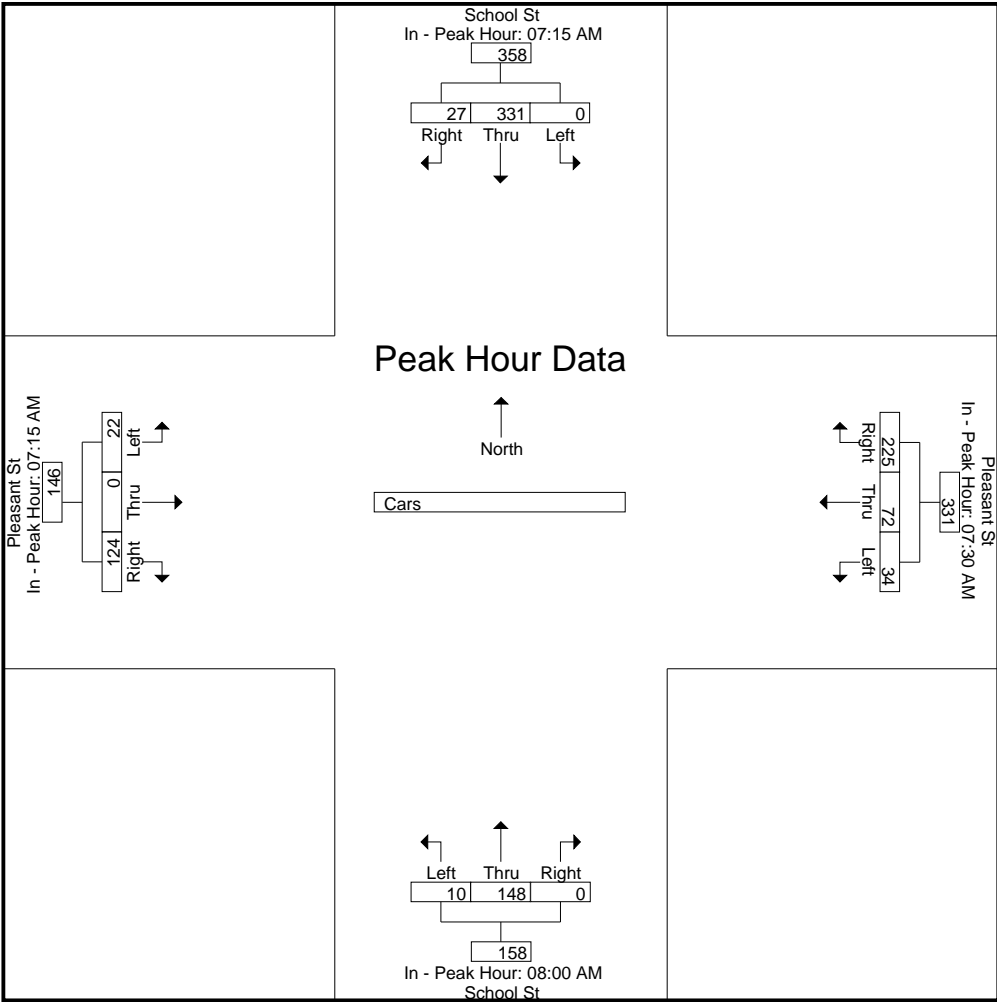 School St
In - Peak Hour: 07:15 AM
358
27 331 0
Right Thru Left
Peak Hour Data
North
Cars
Pleasant St
In - Peak Hour: 07:15 AM
146
22 0 124
Left Thru Right
Pleasant St
In - Peak Hour: 07:30 AM
331
225 72 34
Right Thru Left
Left Thru Right
10 148 0
158
In - Peak Hour: 08:00 AM
School St